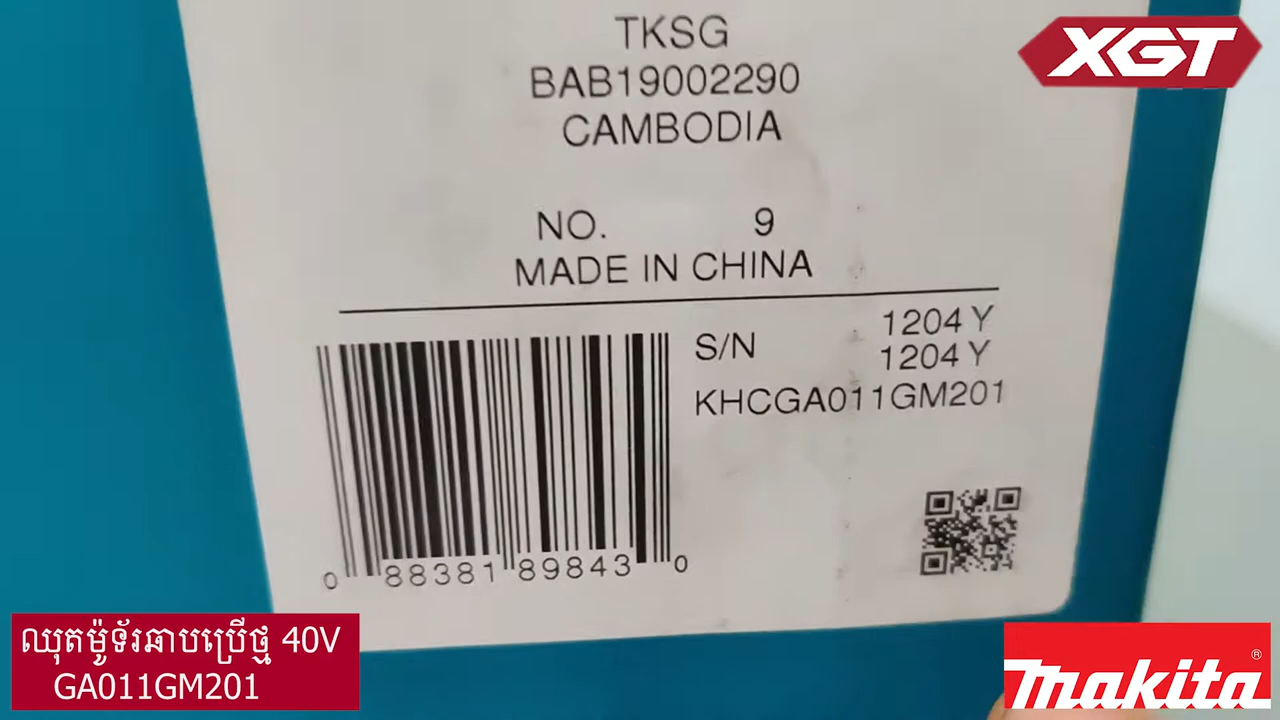 TKSG
BAB19002290
CAMBODIA
XGT
NO. 9
MADE IN CHINA
S/N 1204 Y
1204 Y
KHCGA011GM201
0 88381 89843 0
ឈុតម៉ូទ័រឆាបប្រើថ្ម 40V
GA011GM201
makita®